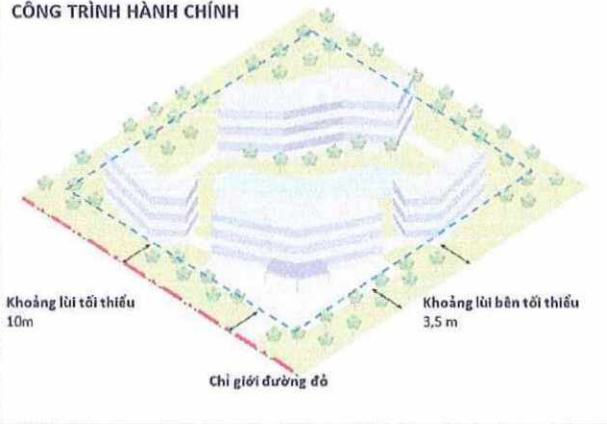 CÔNG TRÌNH HÀNH CHÍNH
Khoảng lùi tối thiểu
10m
Khoảng lùi bên tối thiểu
3,5 m
Chỉ giới đường đỏ